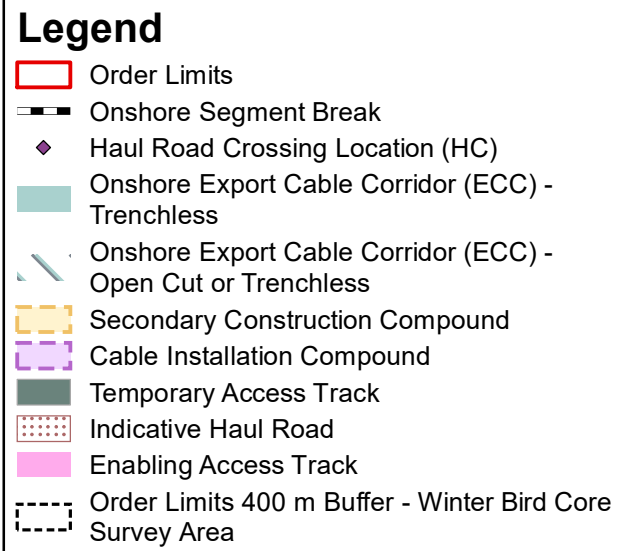 Legend
Order Limits
Onshore Segment Break
Haul Road Crossing Location (HC)
Onshore Export Cable Corridor (ECC) -
Trenchless
Onshore Export Cable Corridor (ECC) -
Open Cut or Trenchless
Secondary Construction Compound
Cable Installation Compound
Temporary Access Track
Indicative Haul Road
Enabling Access Track
Order Limits 400 m Buffer - Winter Bird Core
Survey Area